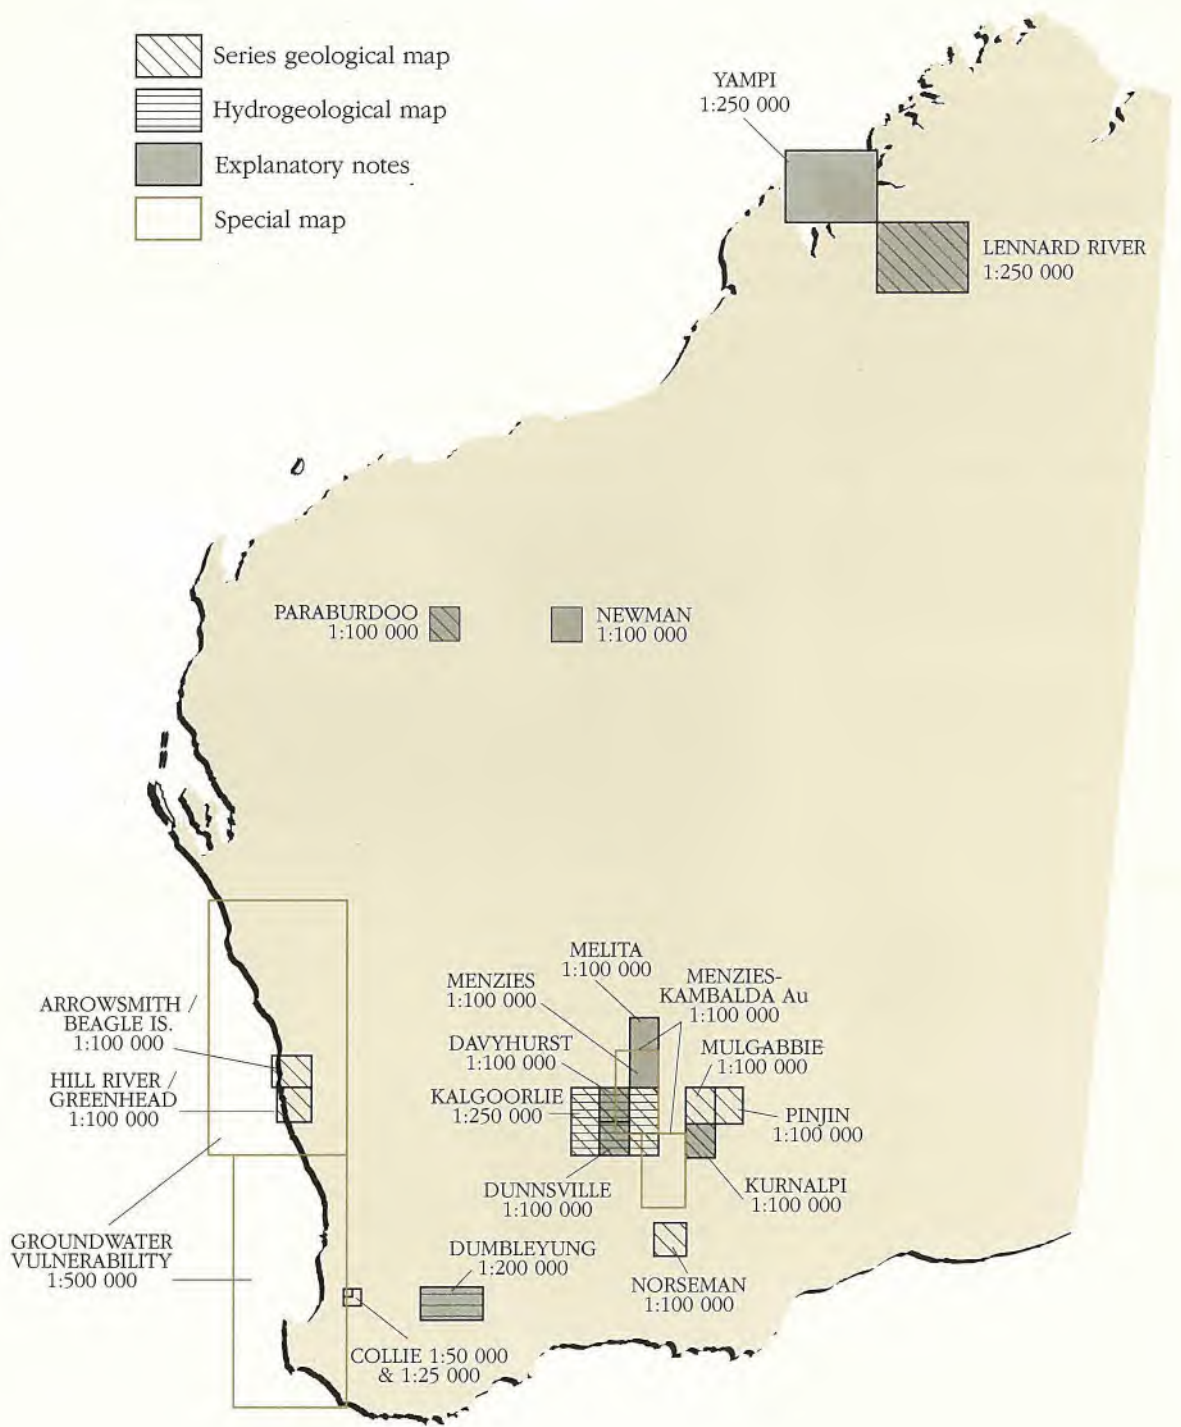 Series geological map
Hydrogeological map
Explanatory notes
Special map
YAMPI
1:250 000
LENNARD RIVER
1:250 000
PARABURDOO
1:100 000
NEWMAN
1:100 000
MELITA
1:100 000
MENZIES
1:100 000
MENZIES-
KAMBALDA Au
1:100 000
ARROWSMITH /
BEAGLE IS.
1:100 000
DAVYHURST
1:100 000
MULGABBIE
1:100 000
HILL RIVER /
GREENHEAD
1:100 000
KALGOORLIE
1:250 000
PINJIN
1:100 000
DUNNSVILLE
1:100 000
KURNALPI
1:100 000
GROUNDWATER
VULNERABILITY
1:500 000
DUMBLEYUNG
1:200 000
NORSEMAN
1:100 000
COLLIE 1:50 000
& 1:25 000